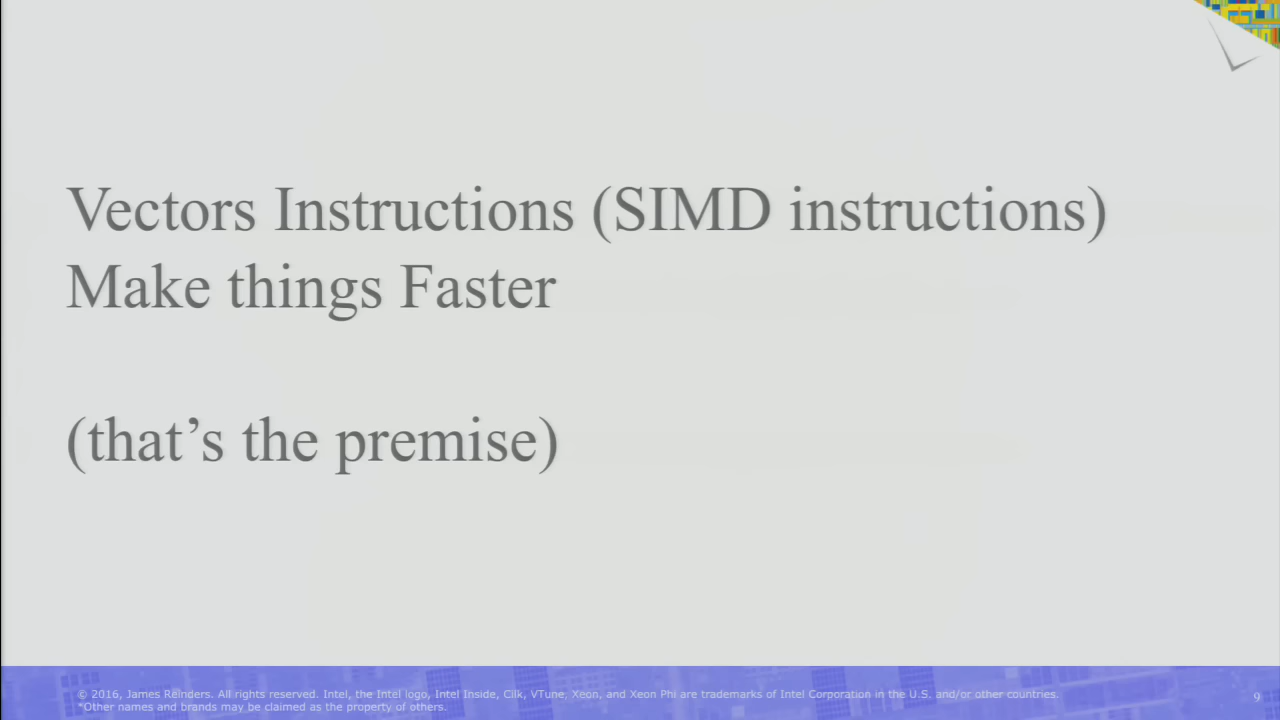 Vectors Instructions (SIMD instructions)
Make things Faster
(that’s the premise)
© 2016, James Reinders. All rights reserved. Intel, the Intel logo, Intel Inside, Cilk, VTune, Xeon, and Xeon Phi are trademarks of Intel Corporation in the U.S. and/or other countries.
*Other names and brands may be claimed as the property of others.
9